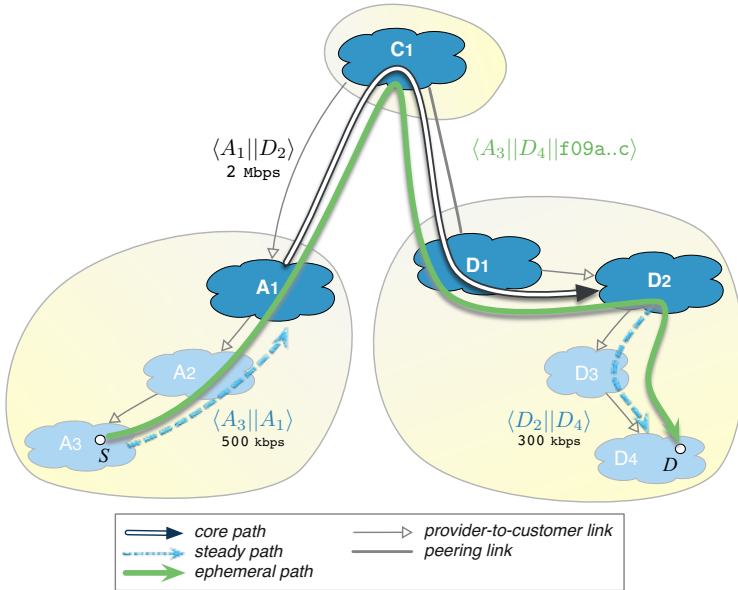 C1
⟨A1||D2⟩
2 Mbps
⟨A3||D4||f09a..c⟩
A1
D1
D2
A2
D3
A3
S
⟨A3||A1⟩
500 kbps
⟨D2||D4⟩
300 kbps
D4
D
core path
steady path
ephemeral path
provider-to-customer link
peering link